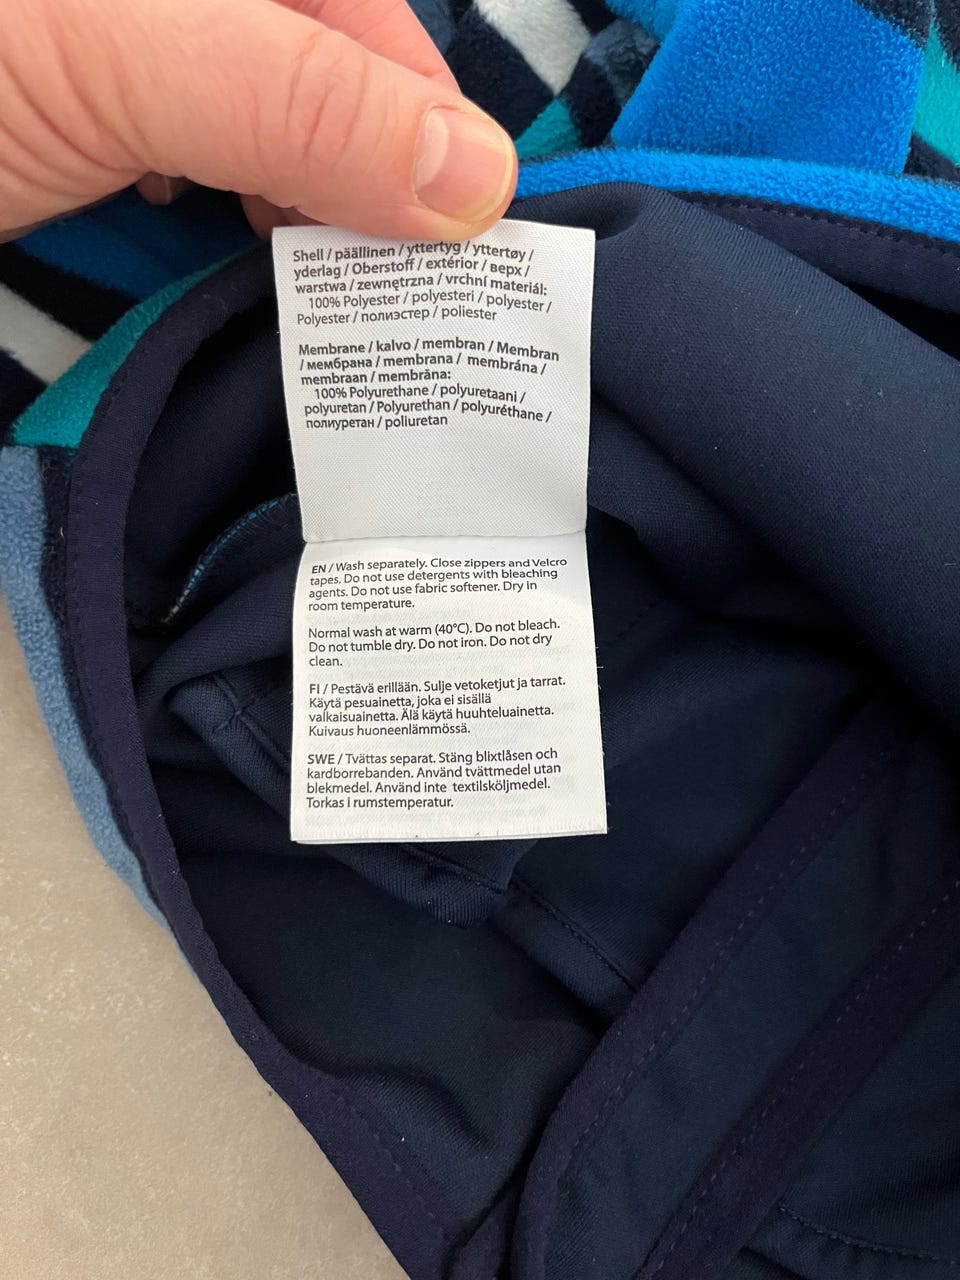 Shell / päällinen / yttertyg / yttertøy /
yderlag / Oberstoff / extérior / верх /
warstwa / zewnętrzna / vrchní materiál:
100% Polyester / polyesteri / polyester /
Polyester / полиэстер / poliester
Membrane / kalvo / membran / Membran
/ мембрана / membrana / membrána /
membraan / membrāna:
100% Polyurethane / polyuretaani /
polyuretan / Polyurethan / polyuréthane /
полиуретан / poliuretan
EN / Wash separately. Close zippers and Velcro
tapes. Do not use detergents with bleaching
agents. Do not use fabric softener. Dry in
room temperature.
Normal wash at warm (40°C). Do not bleach.
Do not tumble dry. Do not iron. Do not dry
clean.
FI / Pestävä erillään. Sulje vetoketjut ja tarrat.
Käytä pesuainetta, joka ei sisällä
valkaisuainetta. Älä käytä huuhteluainetta.
Kuivaus huoneenlämmössä.
SWE / Tvättas separat. Stäng blixtlåsen och
kardborrebanden. Använd tvättmedel utan
blekmedel. Använd inte textilsköljmedel.
Torkas i rumstemperatur.